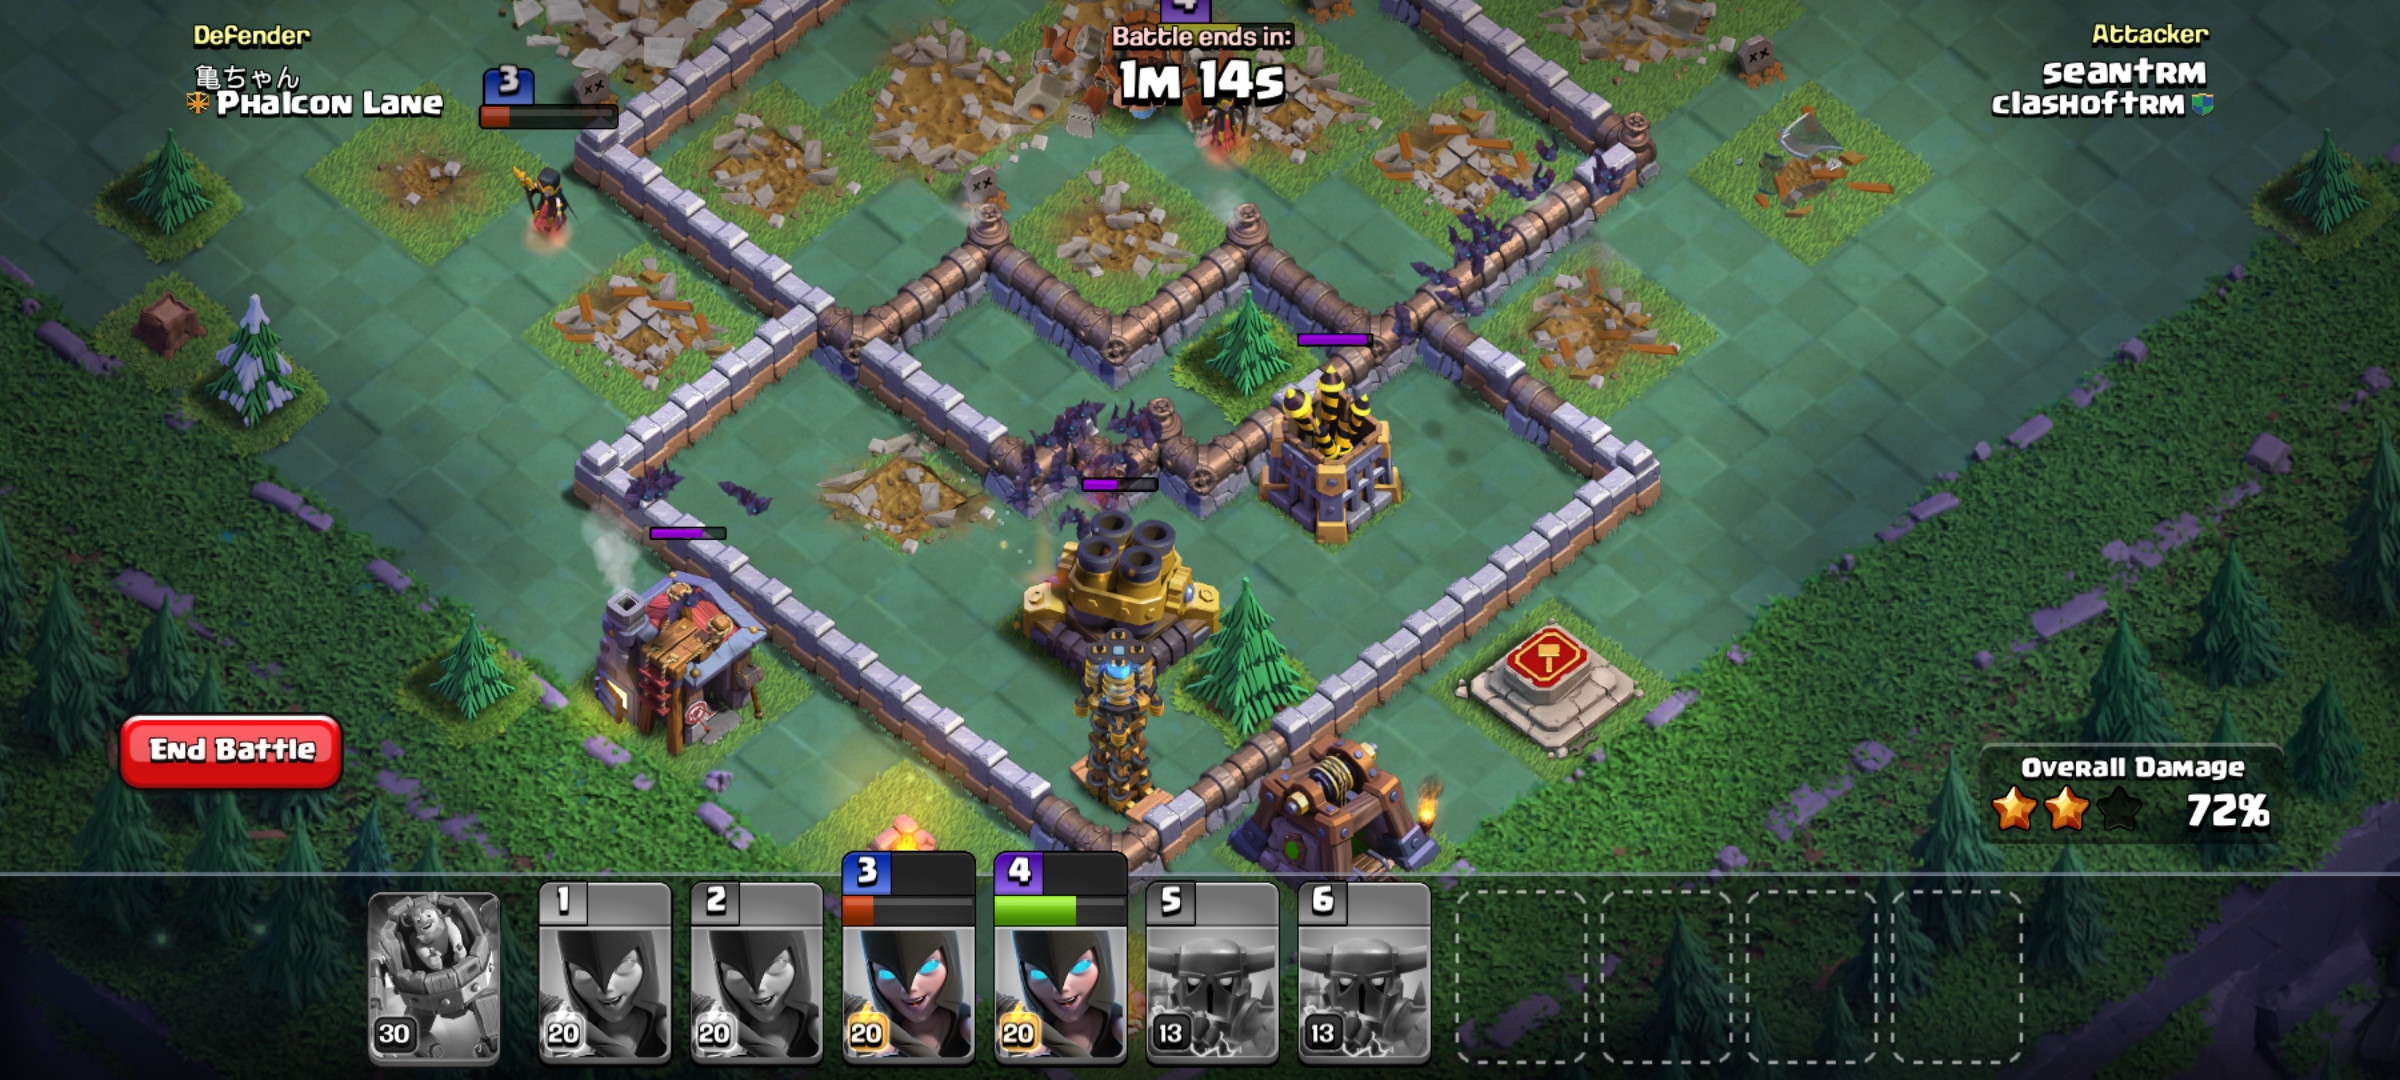 Defender
亀ちゃん
Phalcon Lane
3
4
Battle ends in:
1M 14s
Attacker
seantrm
clashoftrm
End Battle
Overall Damage
72%
30
1
20
2
20
3
20
4
20
5
13
6
13